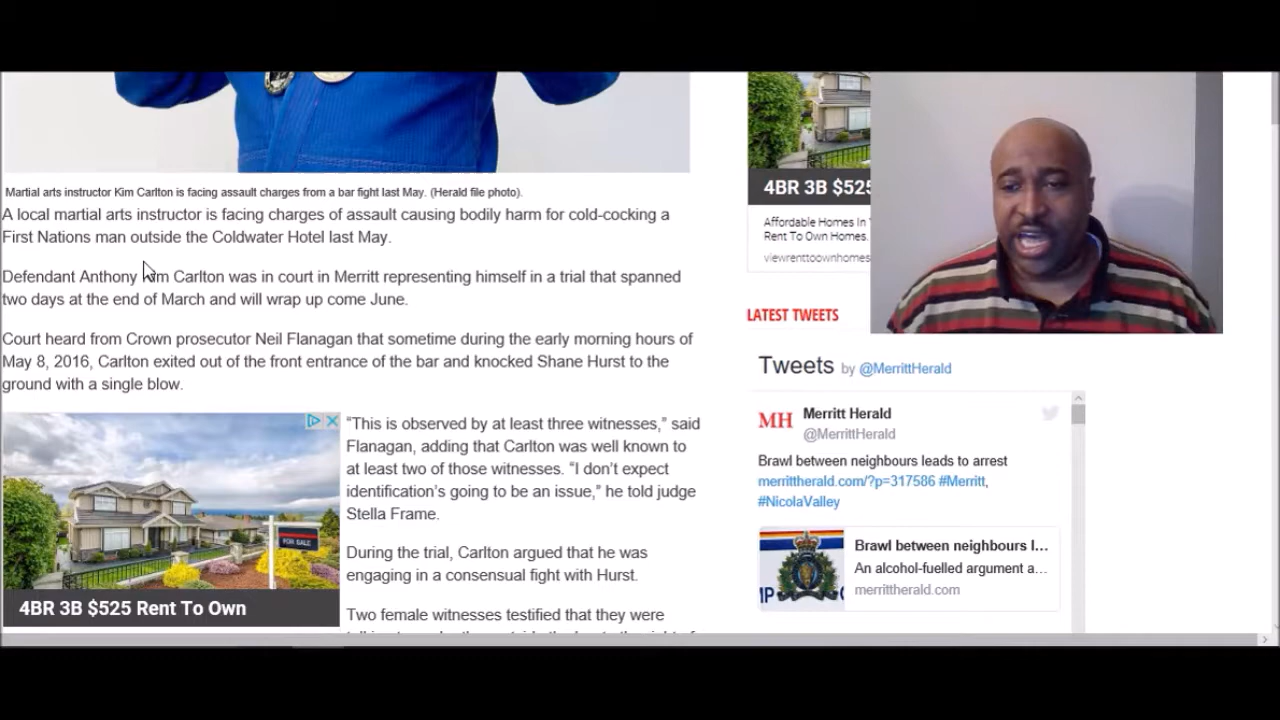 Martial arts instructor Kim Carlton is facing assault charges from a bar fight last May. (Herald file photo).
A local martial arts instructor is facing charges of assault causing bodily harm for cold-cocking a
First Nations man outside the Coldwater Hotel last May.
Defendant Anthony Kim Carlton was in court in Merritt representing himself in a trial that spanned
two days at the end of March and will wrap up come June.
Court heard from Crown prosecutor Neil Flanagan that sometime during the early morning hours of
May 8, 2016, Carlton exited out of the front entrance of the bar and knocked Shane Hurst to the
ground with a single blow.
“This is observed by at least three witnesses,” said
Flanagan, adding that Carlton was well known to
at least two of those witnesses. “I don’t expect
identification’s going to be an issue,” he told judge
Stella Frame.
During the trial, Carlton argued that he was
engaging in a consensual fight with Hurst.
Two female witnesses testified that they were
FOR SALE
4BR 3B $525 Rent To Own
4BR 3B $525
Affordable Homes In
Rent To Own Homes.
viewrenttoownhomes
LATEST TWEETS
Tweets by @MerrittHerald
MH Merritt Herald
@MerrittHerald
Brawl between neighbours leads to arrest
merrittherald.com/?p=317586 #Merritt,
#NicolaValley
Brawl between neighbours l...
An alcohol-fuelled argument a...
merrittherald.com